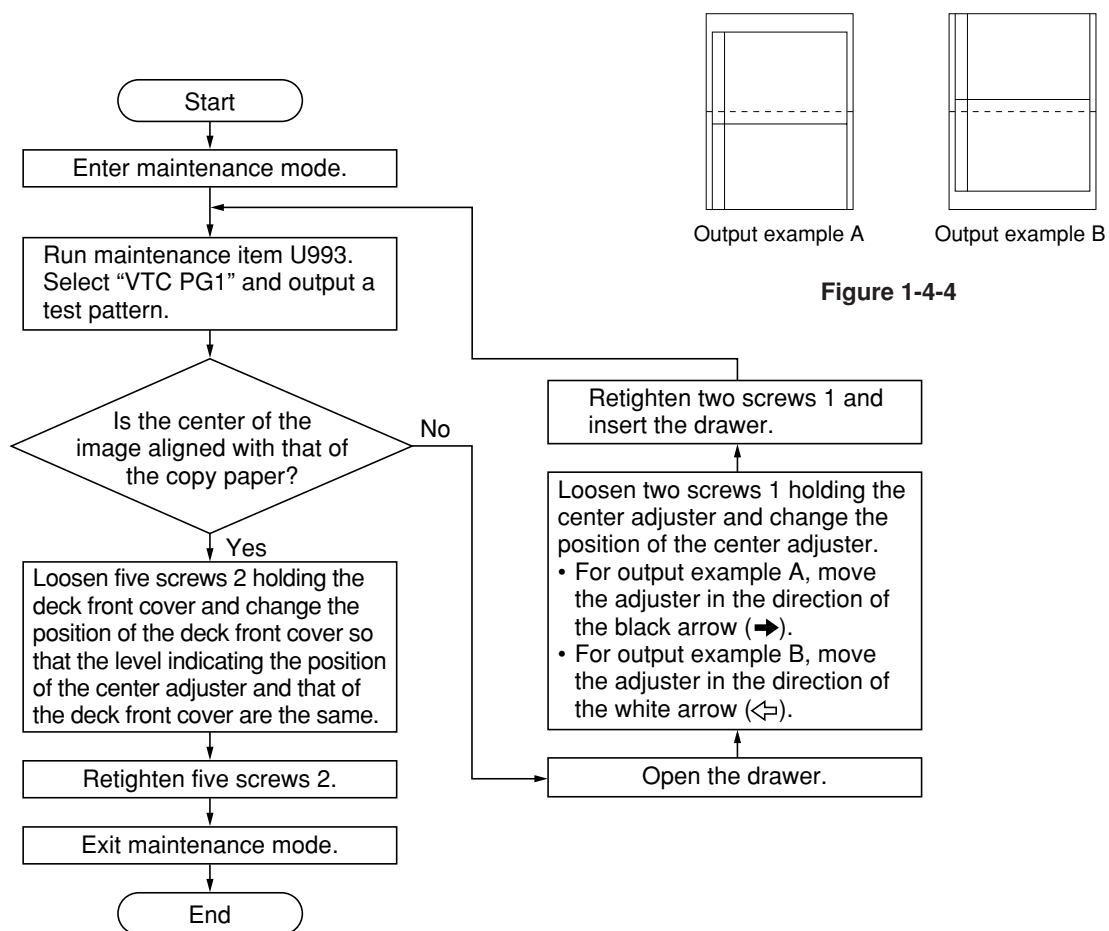 Start
Enter maintenance mode.
Run maintenance item U993.
Select “VTC PG1” and output a
test pattern.
Is the center of the
image aligned with that of
the copy paper?
No
Yes
Loosen five screws 2 holding the
deck front cover and change the
position of the deck front cover so
that the level indicating the position
of the center adjuster and that of
the deck front cover are the same.
Retighten five screws 2.
Exit maintenance mode.
End
Output example A
Output example B
Figure 1-4-4
Retighten two screws 1 and
insert the drawer.
Loosen two screws 1 holding the
center adjuster and change the
position of the center adjuster.
• For output example A, move
the adjuster in the direction of
the black arrow (➡).
• For output example B, move
the adjuster in the direction of
the white arrow (⇦).
Open the drawer.